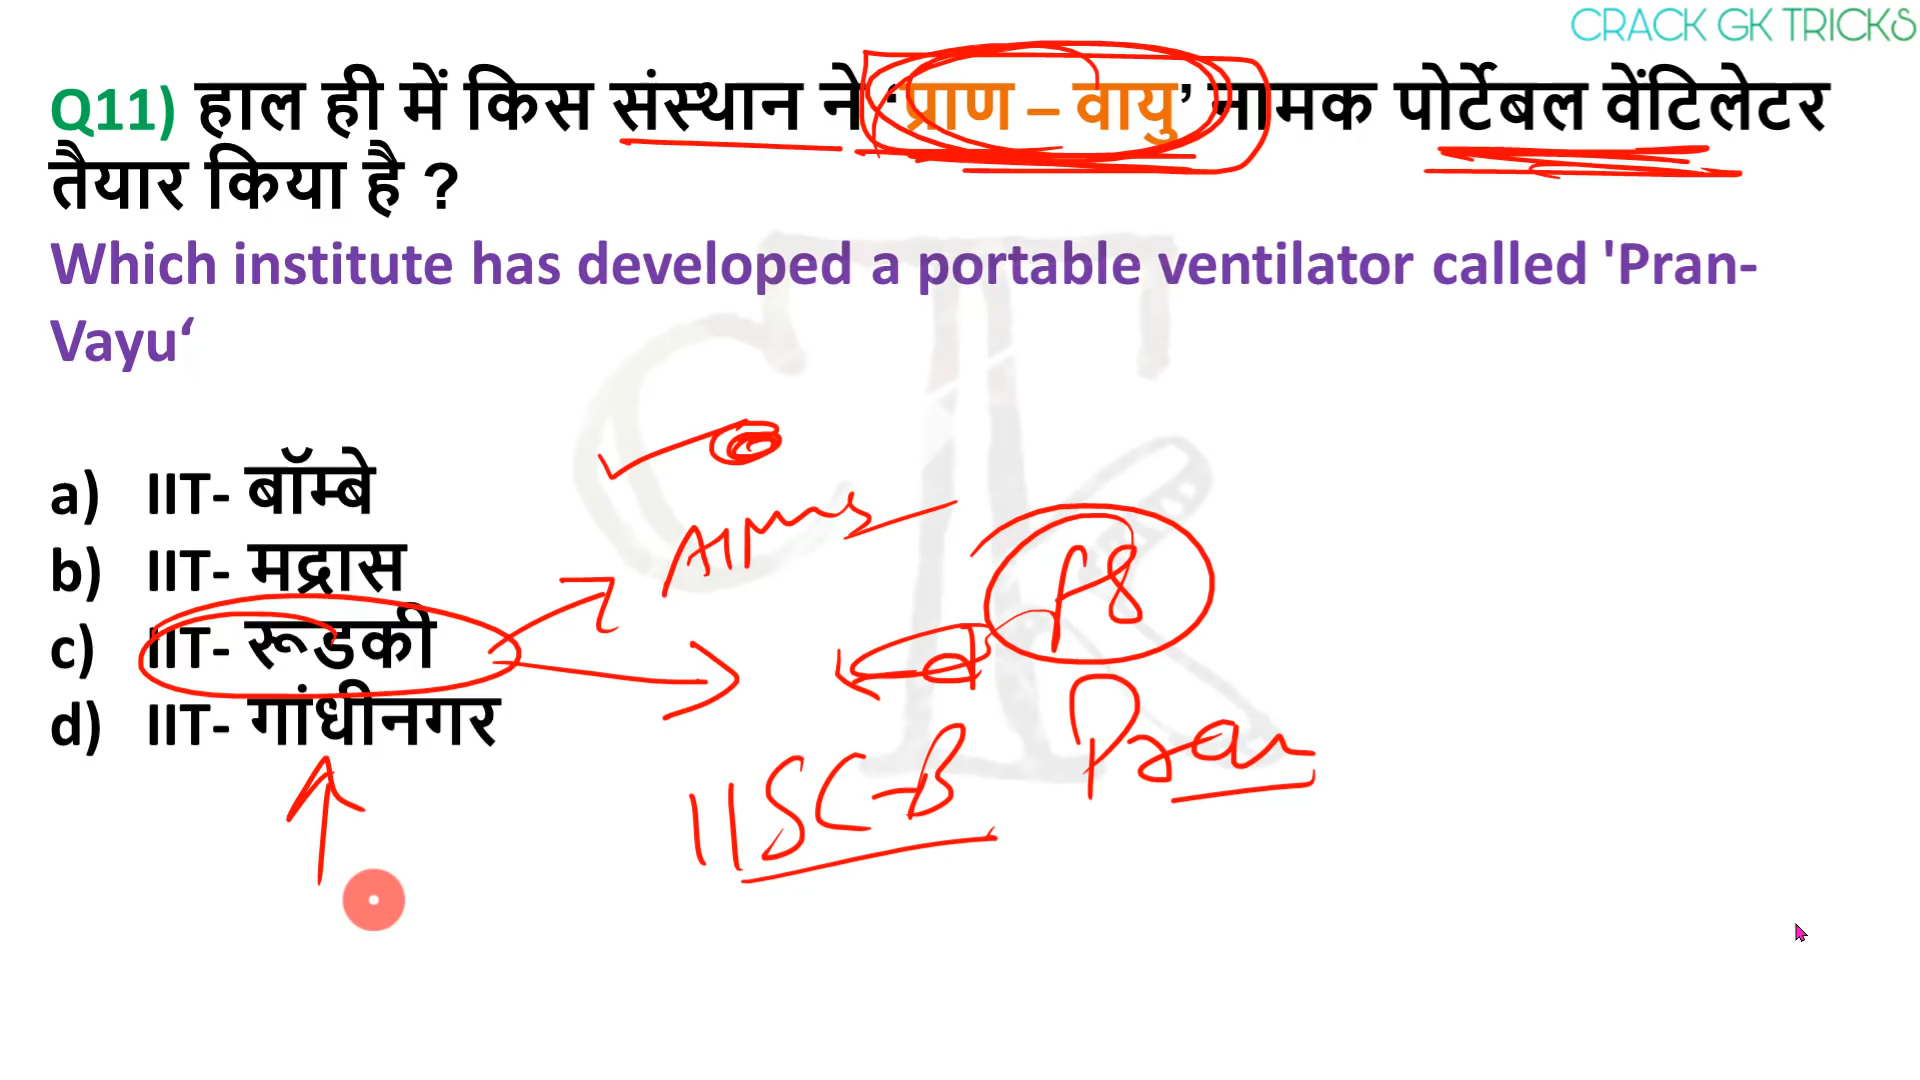 CRACK GK TRICKS
Q11) हाल ही में किस संस्थान ने ‘प्राण – वायु’ नामक पोर्टेबल वेंटिलेटर
तैयार किया है ?
Which institute has developed a portable ventilator called 'Pran-
Vayu‘
a) IIT- बॉम्बे
b) IIT- मद्रास
c) IIT- रूडकी
d) IIT- गांधीनगर
AIIMS
IISC-B
Pran